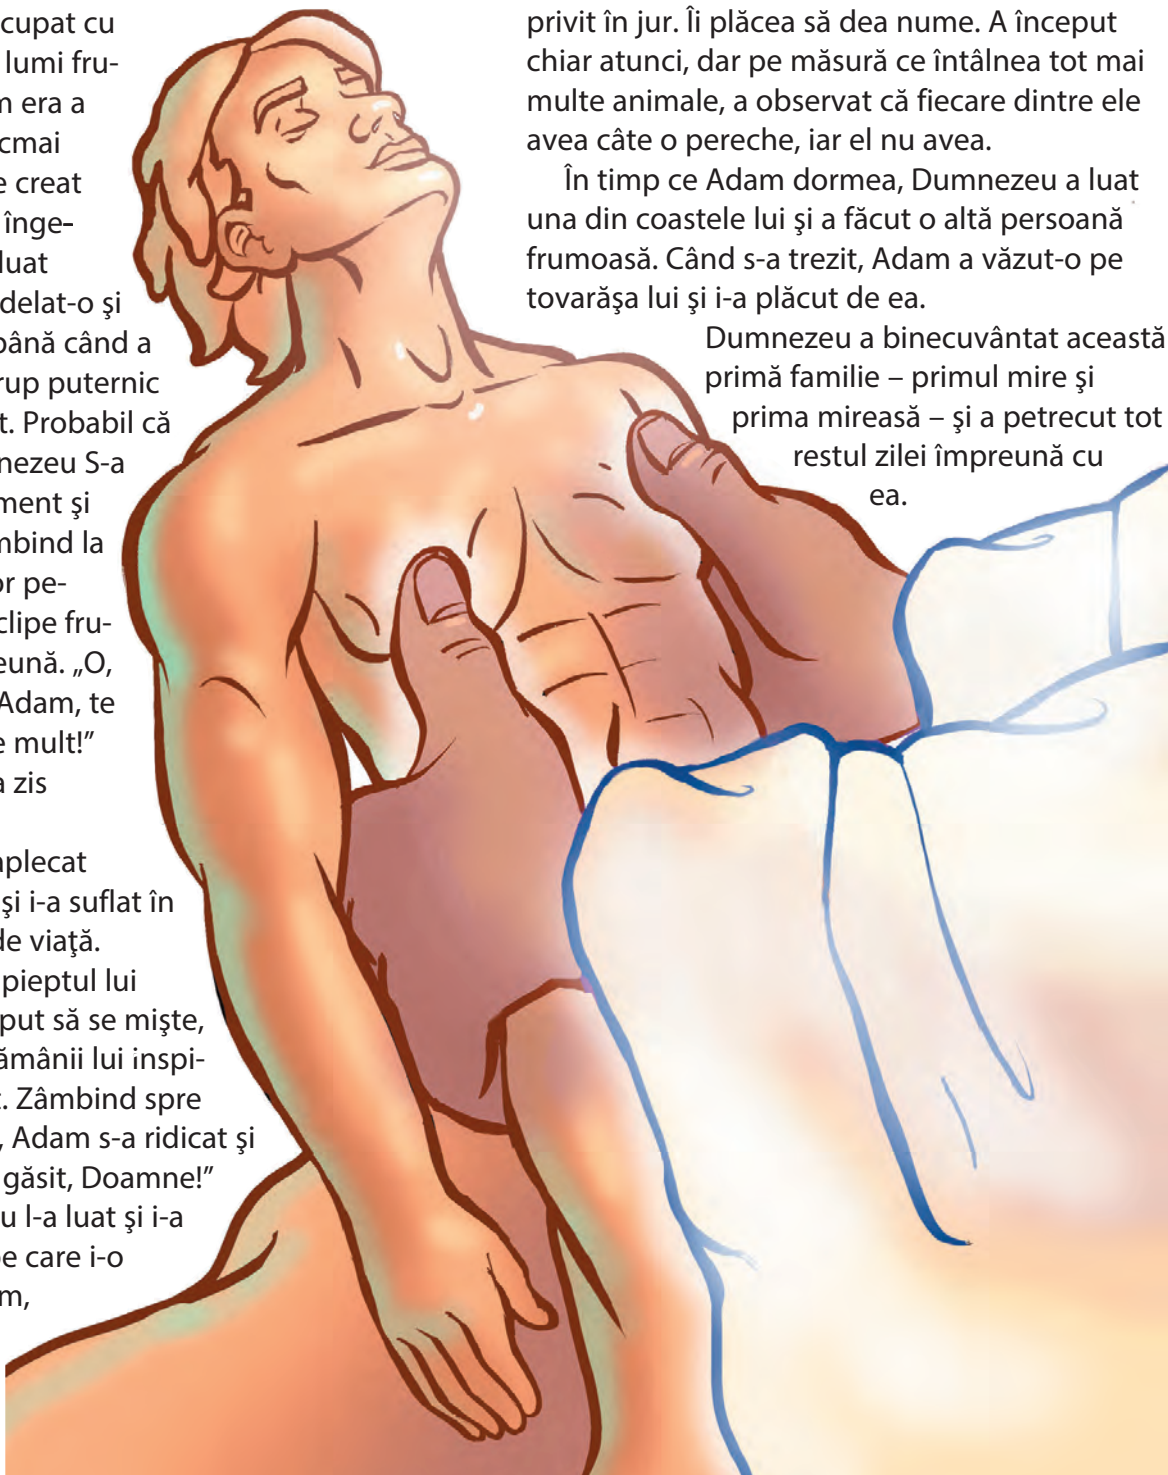 cupat cu
lumi fru-
n era a
cmai
e creat
înge-
luat
delat-o şi
până când a
rup puternic
t. Probabil că
nezeu S-a
ment şi
mbind la
or pe-
clipe fru-
eună. „O,
Adam, te
e mult!”
a zis
aplecat
şi i-a suflat în
de viaţă.
pieptul lui
put să se mişte,
ămânii lui inspi-
t. Zâmbind spre
, Adam s-a ridicat şi
găsit, Doamne!”
u l-a luat şi i-a
pe care i-o
m,
privit în jur. Îi plăcea să dea nume. A început
chiar atunci, dar pe măsură ce întâlnea tot mai
multe animale, a observat că fiecare dintre ele
avea câte o pereche, iar el nu avea.
În timp ce Adam dormea, Dumnezeu a luat
una din coastele lui şi a făcut o altă persoană
frumoasă. Când s-a trezit, Adam a văzut-o pe
tovarăşa lui şi i-a plăcut de ea.
Dumnezeu a binecuvântat această
primă familie – primul mire şi
prima mireasă – şi a petrecut tot
restul zilei împreună cu
ea.